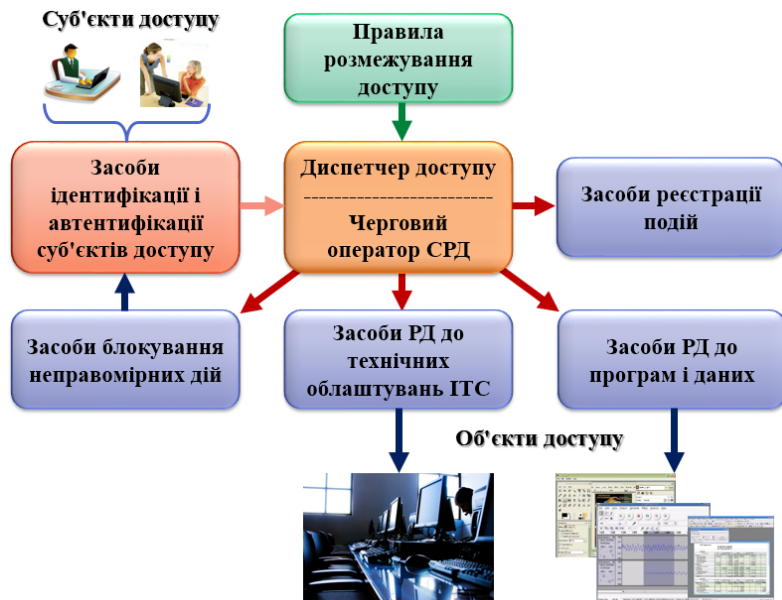 Суб'єкти доступу
Правила
розмежування
доступу
Засоби
ідентифікації і
автентифікації
суб'єктів доступу
Диспетчер доступу
--------------------------
Черговий
оператор СРД
Засоби реєстрації
подій
Засоби блокування
неправомірних дій
Засоби РД до
технічних
облаштувань ІТС
Засоби РД до
програм і даних
Об'єкти доступу